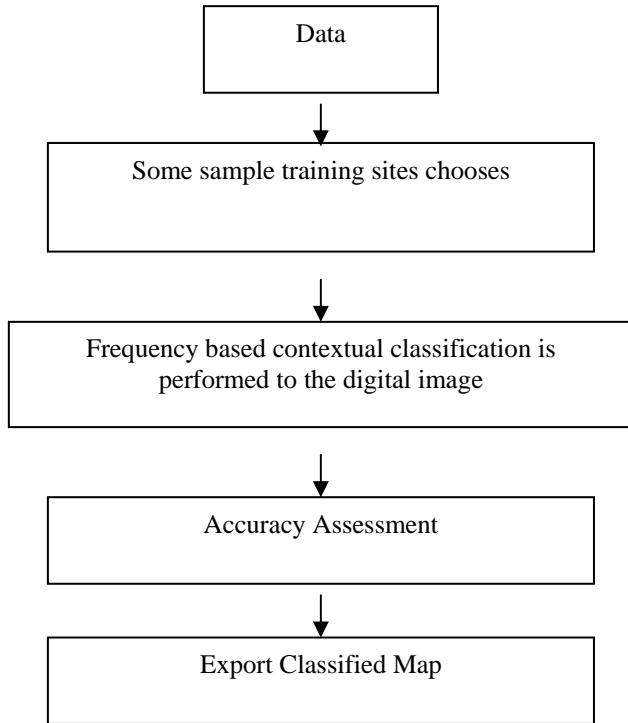 Data
Some sample training sites chooses
Frequency based contextual classification is
performed to the digital image
Accuracy Assessment
Export Classified Map